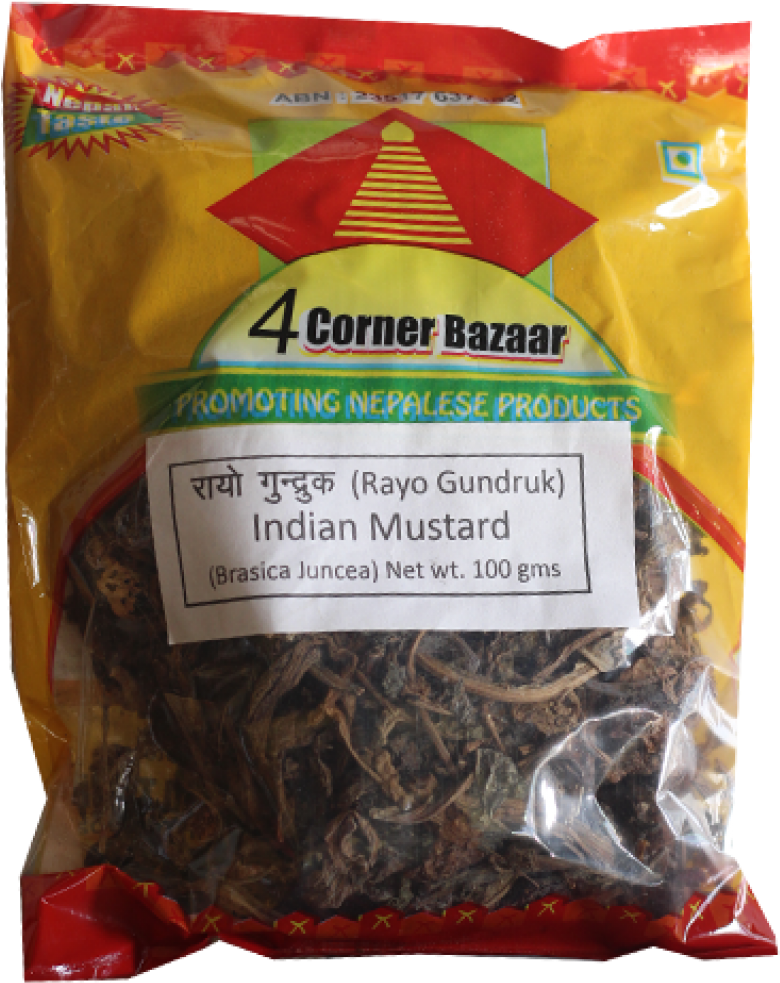 Nepali
Taste
ABN :
4 Corner Bazaar
PROMOTING NEPALESE PRODUCTS
रायो गुन्द्रुक (Rayo Gundruk)
Indian Mustard
(Brasica Juncea) Net wt. 100 gms